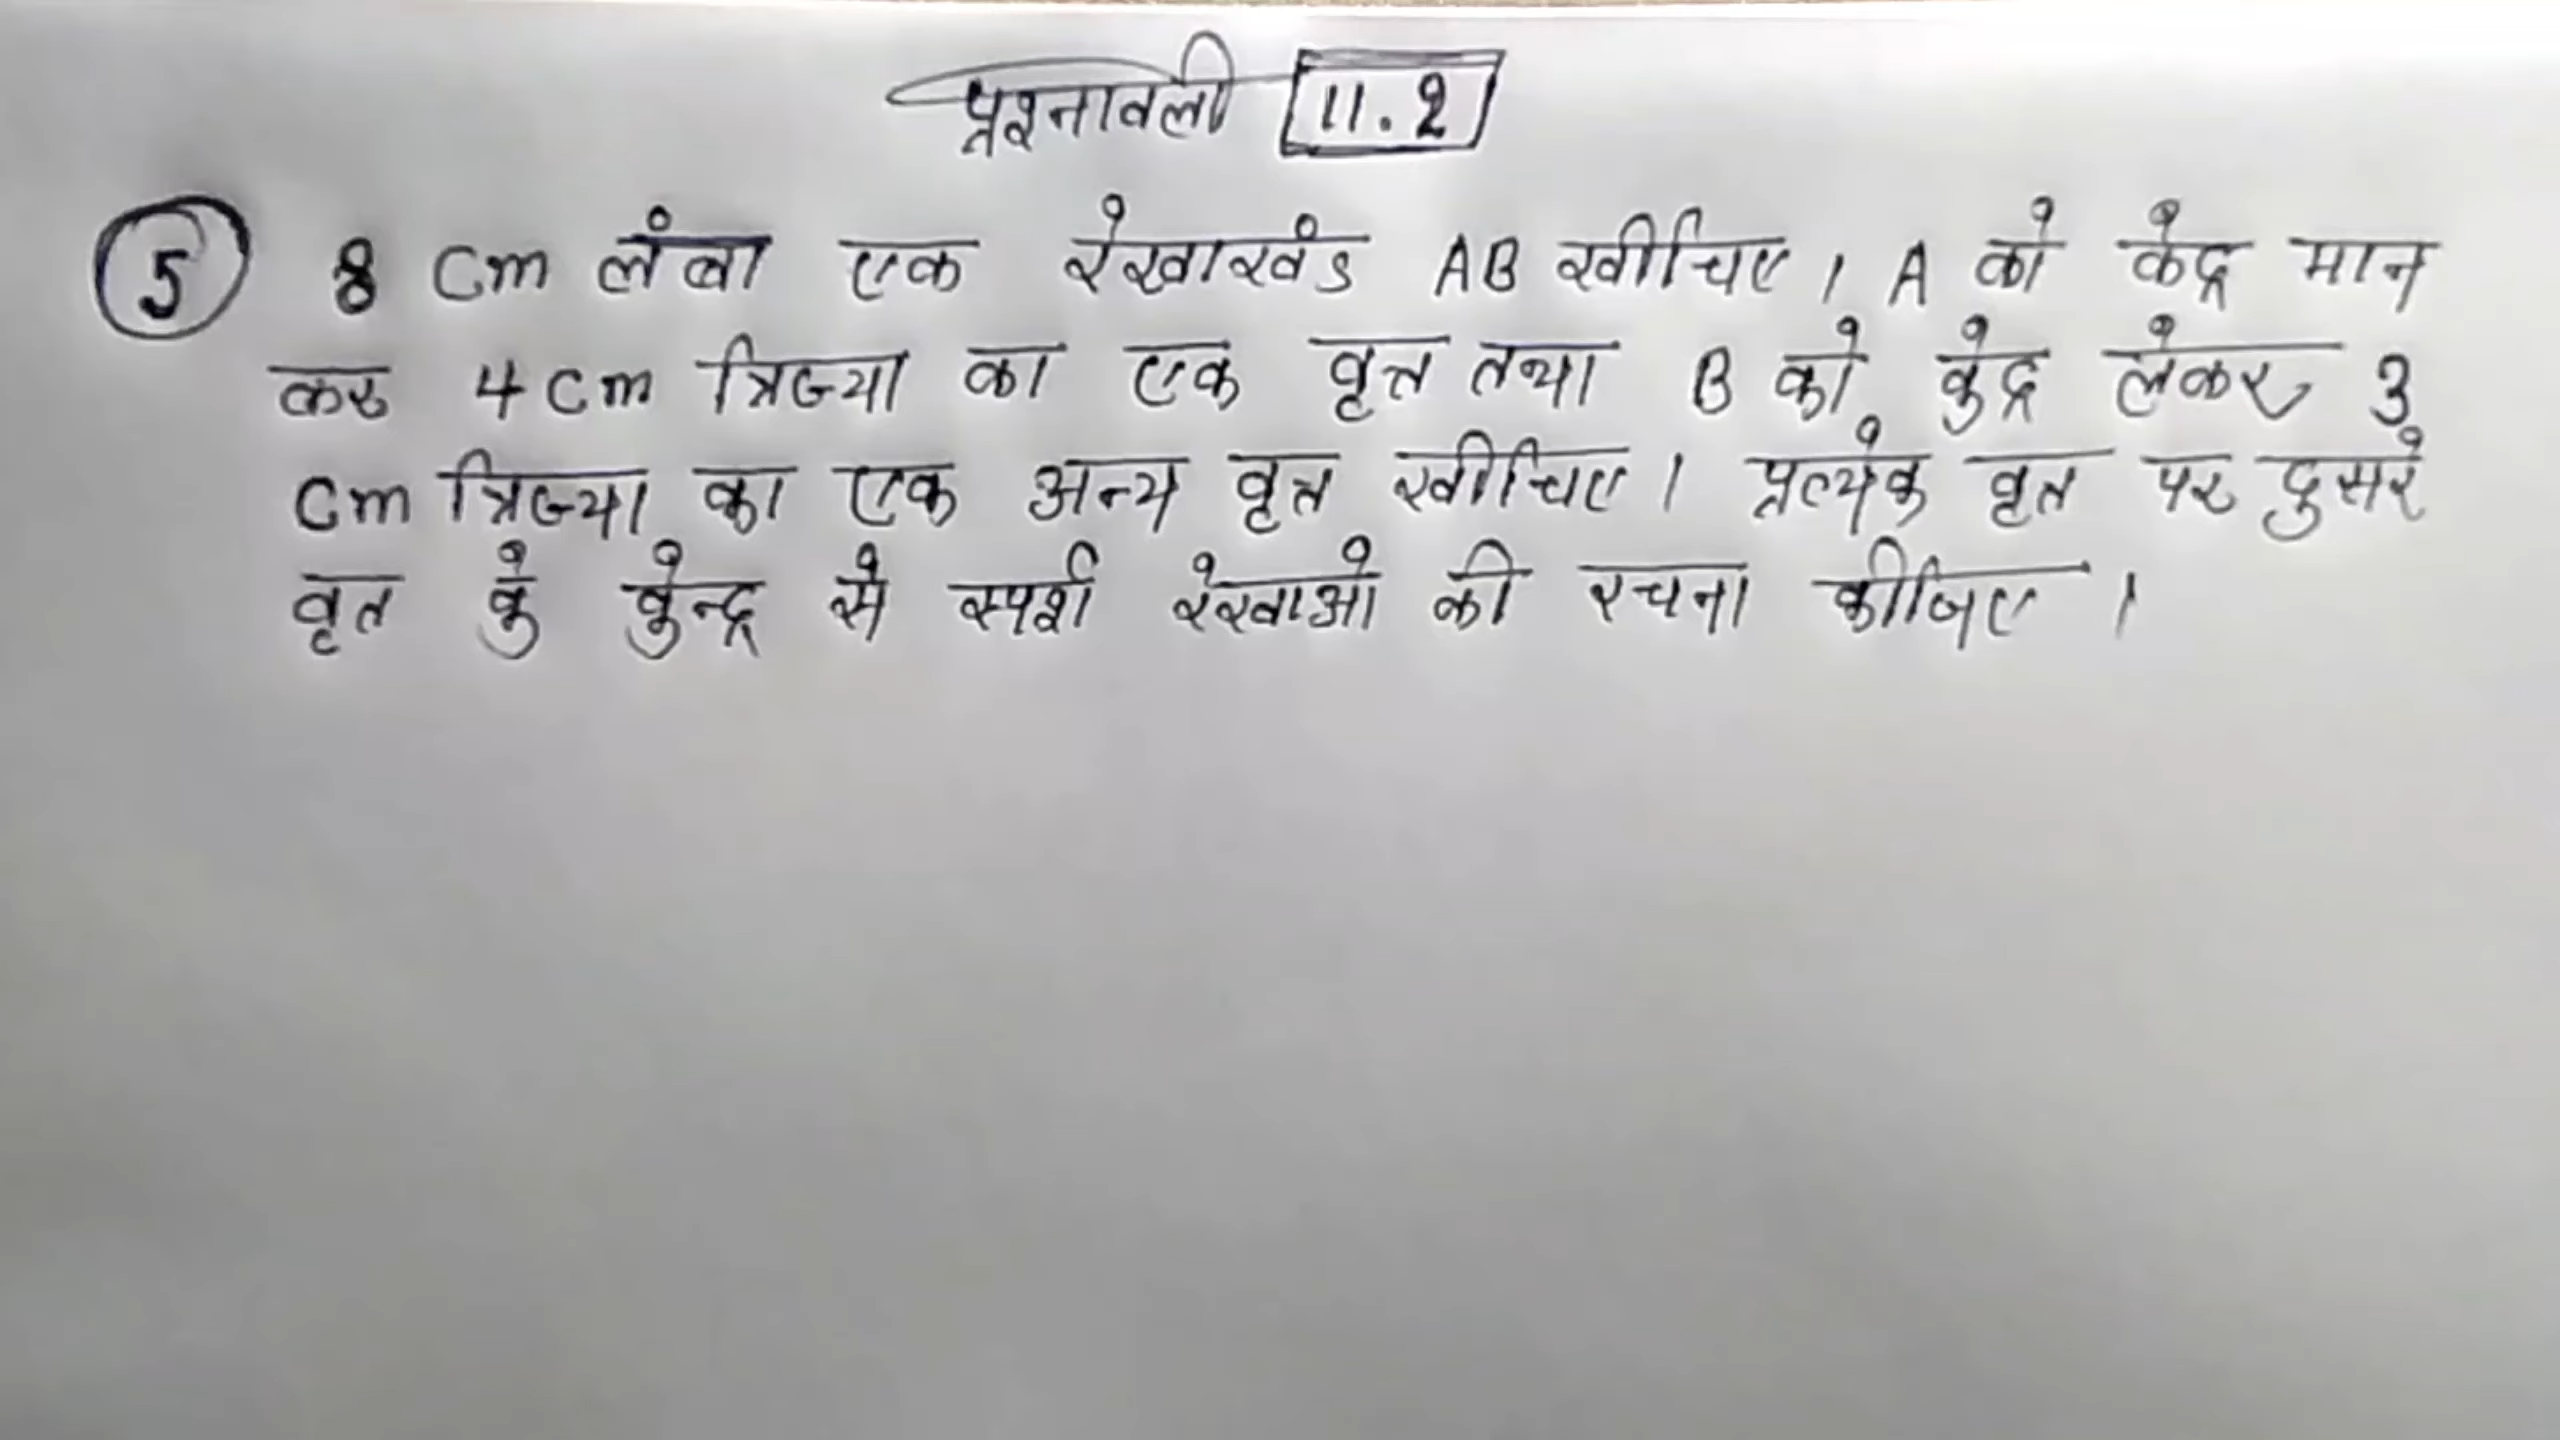 प्रश्नावली 11.2
5 8 cm लंबा एक रेखाखंड AB खींचिए। A को केंद्र मान
कर 4 cm त्रिज्या का एक वृत्त तथा B को केंद्र लेकर 3
cm त्रिज्या का एक अन्य वृत्त खींचिए। प्रत्येक वृत पर दुसरे
वृत के केन्द्र से स्पर्श रेखाओ की रचना कीजिए।